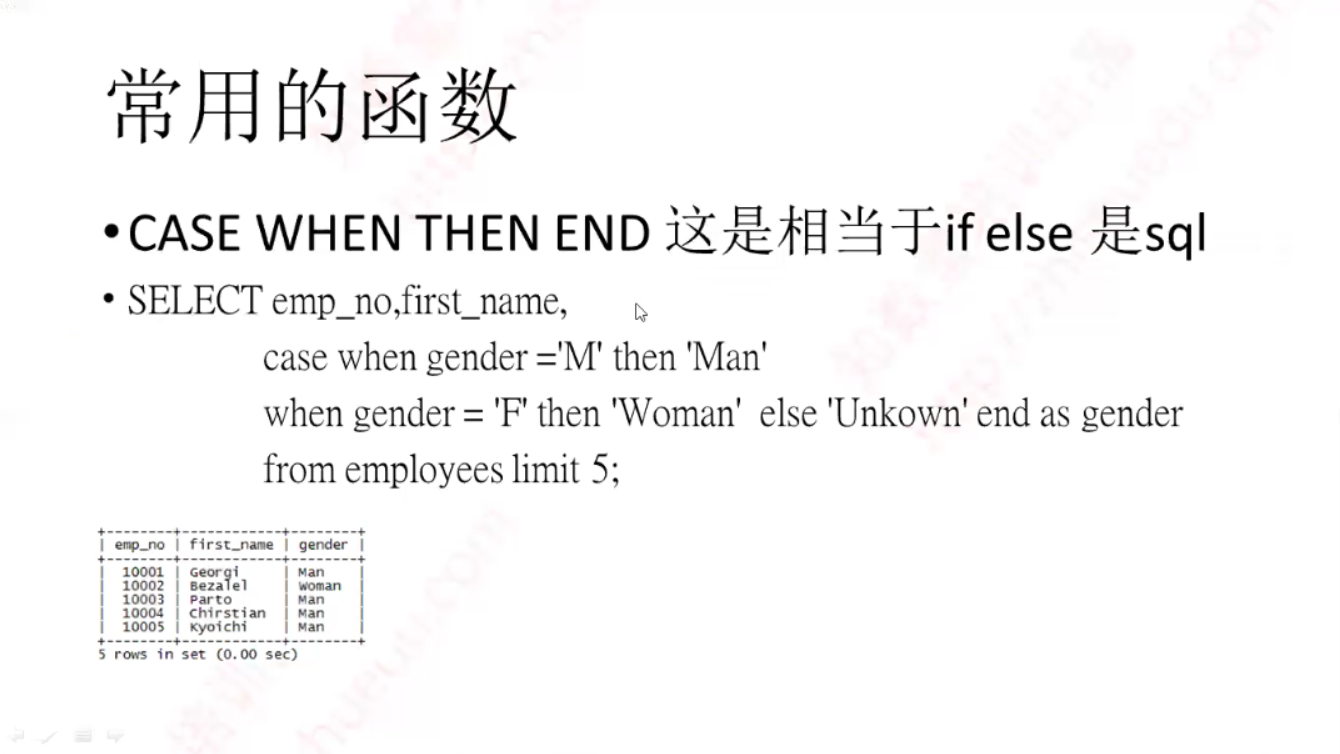 常用的函数
•CASE WHEN THEN END 这是相当于if else 是sql
• SELECT emp_no,first_name,
case when gender ='M' then 'Man'
when gender = 'F' then 'Woman' else 'Unkown' end as gender
from employees limit 5;
+--------+------------+--------+
| emp_no | first_name | gender |
+--------+------------+--------+
| 10001 | Georgi | Man |
| 10002 | Bezalel | Woman |
| 10003 | Parto | Man |
| 10004 | Chirstian | Man |
| 10005 | Kyoichi | Man |
+--------+------------+--------+
5 rows in set (0.00 sec)